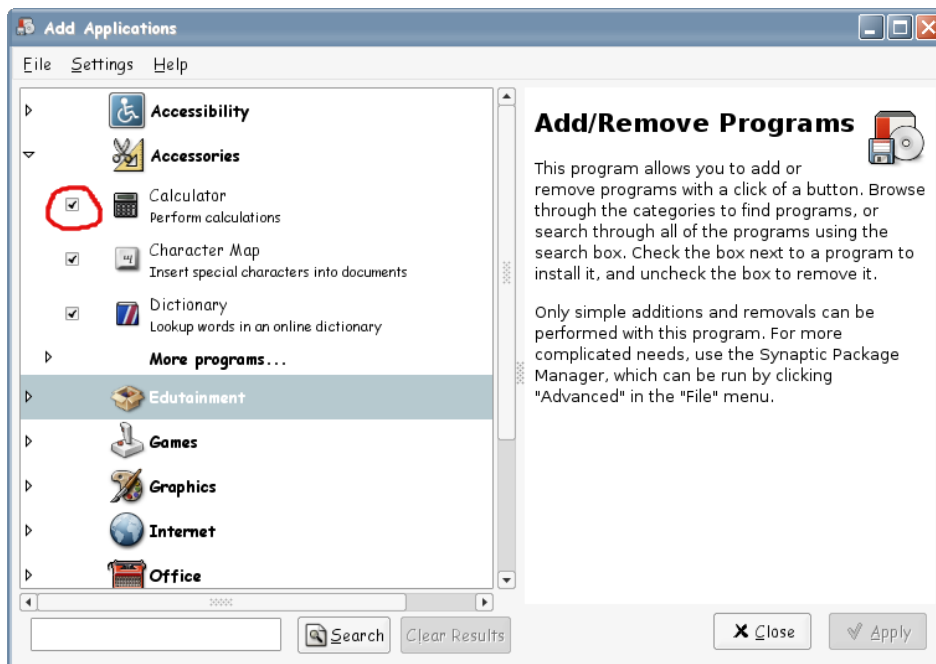 Add Applications
File Settings Help
Accessibility
Accessories
Calculator
Perform calculations
Character Map
Insert special characters into documents
Dictionary
Lookup words in an online dictionary
More programs...
Edutainment
Games
Graphics
Internet
Office
Add/Remove Programs
This program allows you to add or
remove programs with a click of a button. Browse
through the categories to find programs, or
search through all of the programs using the
search box. Check the box next to a program to
install it, and uncheck the box to remove it.
Only simple additions and removals can be
performed with this program. For more
complicated needs, use the Synaptic Package
Manager, which can be run by clicking
"Advanced" in the "File" menu.
Search Clear Results
Close Apply